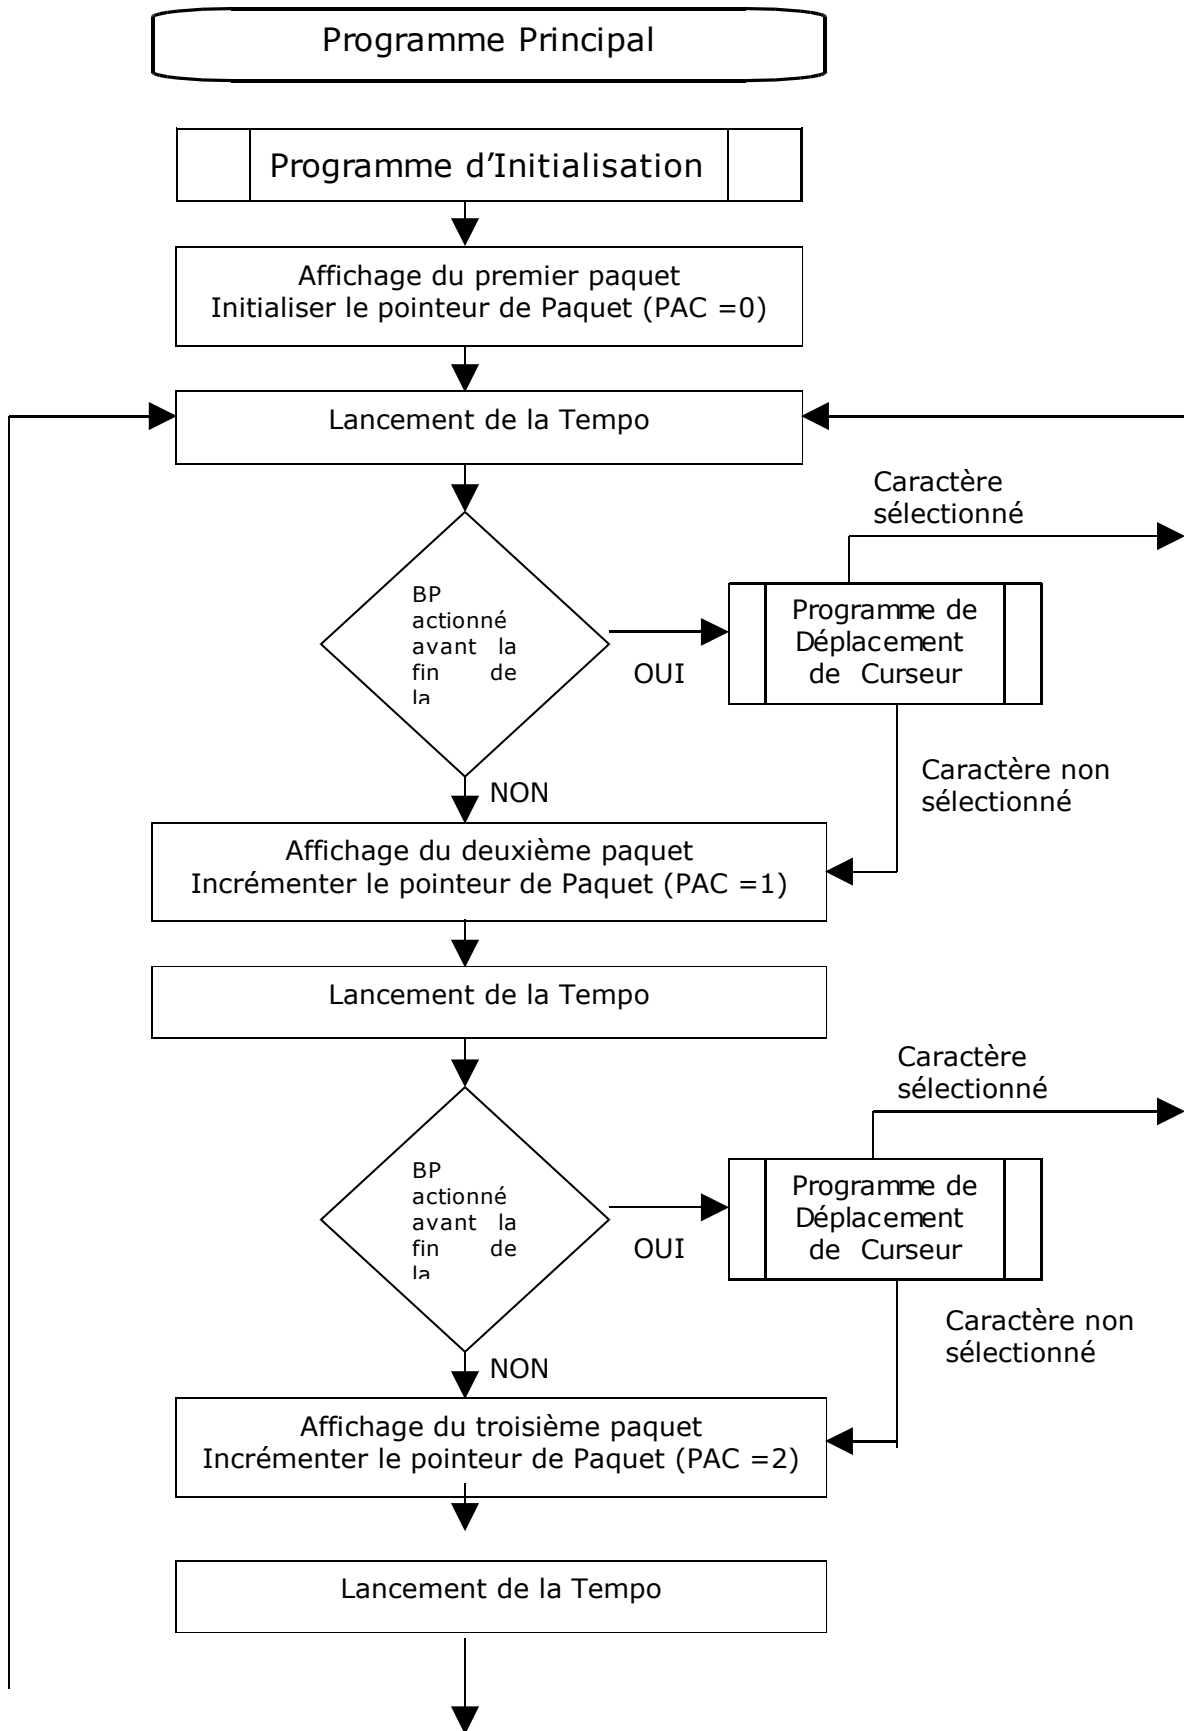 Programme Principal
Programme d'Initialisation
Affichage du premier paquet
Initialiser le pointeur de Paquet (PAC =0)
Lancement de la Tempo
Caractère
sélectionné
BP
actionné
avant la
fin de
la
OUI
Programme de
Déplacement
de Curseur
NON
Caractère non
sélectionné
Affichage du deuxième paquet
Incrémenter le pointeur de Paquet (PAC =1)
Lancement de la Tempo
Caractère
sélectionné
BP
actionné
avant la
fin de
la
OUI
Programme de
Déplacement
de Curseur
NON
Caractère non
sélectionné
Affichage du troisième paquet
Incrémenter le pointeur de Paquet (PAC =2)
Lancement de la Tempo